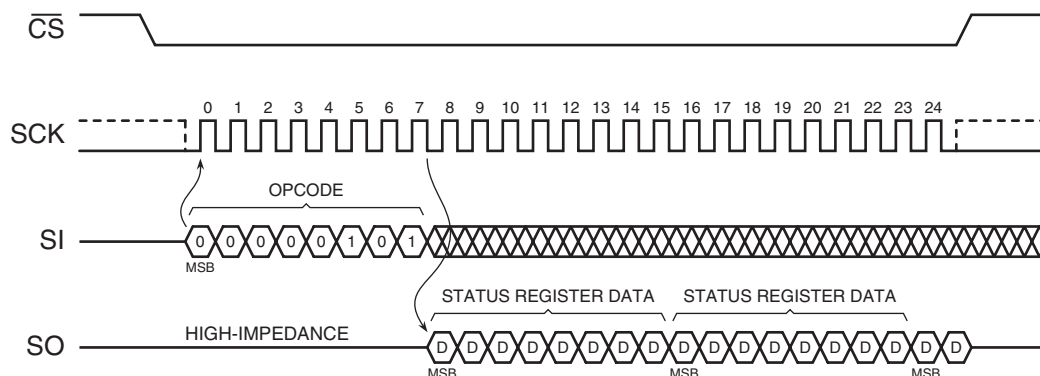 CS
0 1 2 3 4 5 6 7 8 9 10 11 12 13 14 15 16 17 18 19 20 21 22 23 24
SCK
OPCODE
SI 0 0 0 0 0 1 0 1
MSB
STATUS REGISTER DATA STATUS REGISTER DATA
HIGH-IMPEDANCE
SO D D D D D D D D D D D D D D D D D D
MSB MSB MSB